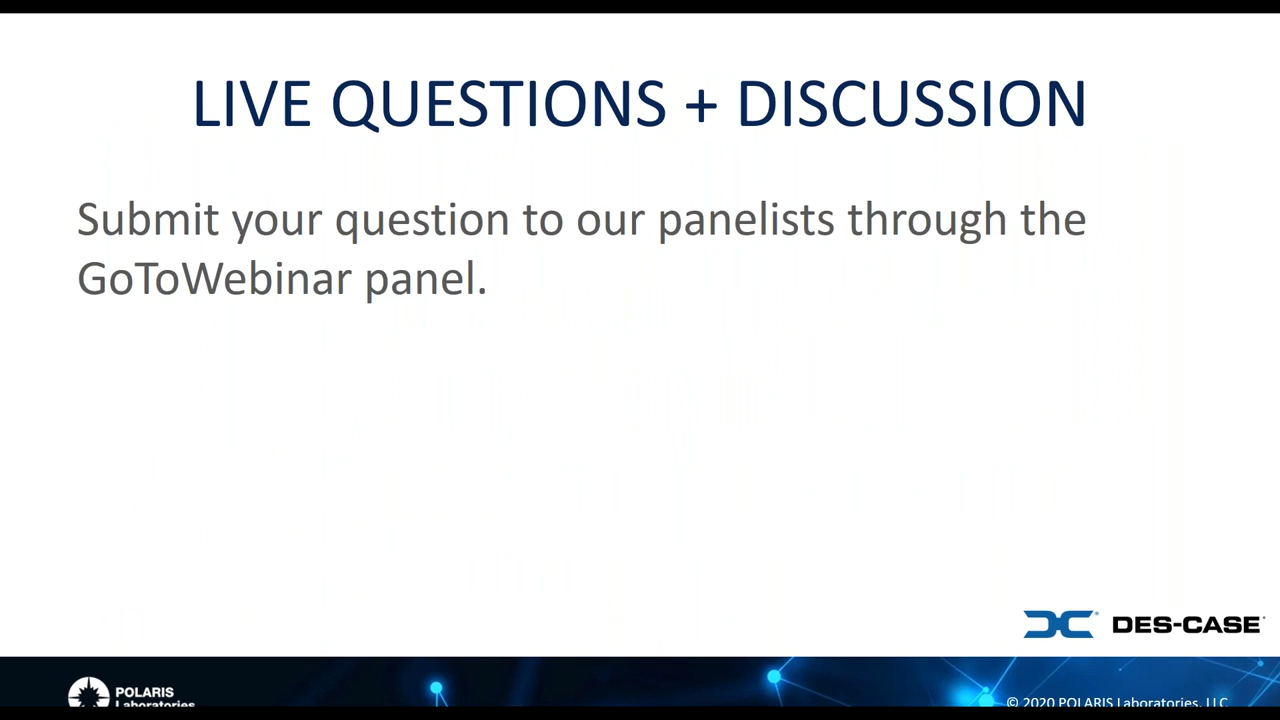 LIVE QUESTIONS + DISCUSSION
Submit your question to our panelists through the
GoToWebinar panel.
DES-CASE
POLARIS
Laboratories
© 2020 POLARIS Laboratories, LLC